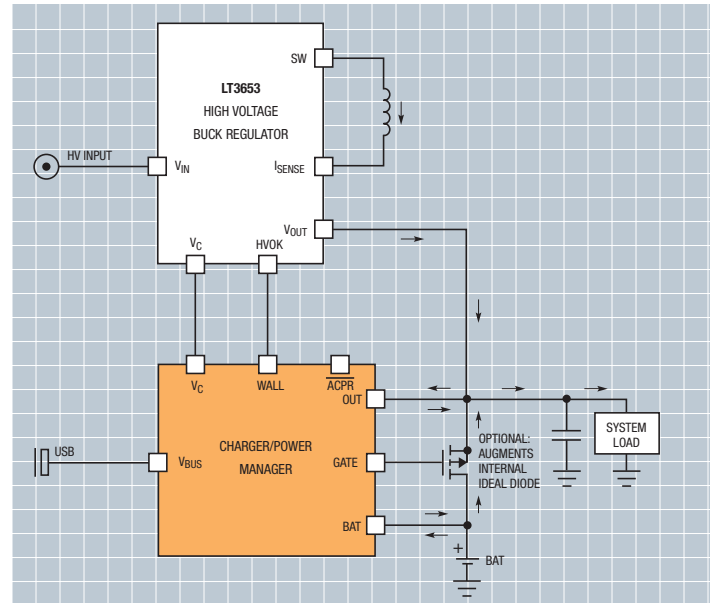 SW
LT3653
HIGH VOLTAGE
BUCK REGULATOR
HV INPUT
VIN
ISENSE
VOUT
VC
HVOK
VC
WALL
ACPR
OUT
USB
VBUS
CHARGER/POWER
MANAGER
GATE
OPTIONAL:
AUGMENTS
INTERNAL
IDEAL DIODE
SYSTEM
LOAD
BAT
+
BAT